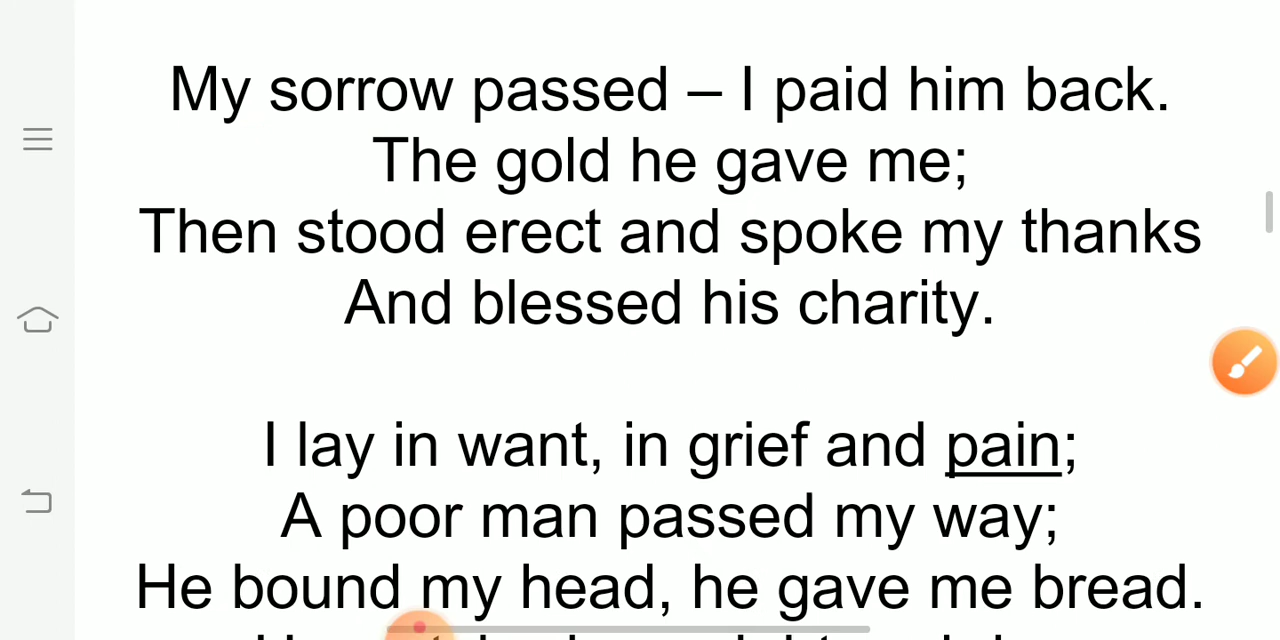 My sorrow passed – I paid him back.
The gold he gave me;
Then stood erect and spoke my thanks
And blessed his charity.
I lay in want, in grief and pain;
A poor man passed my way;
He bound my head, he gave me bread.